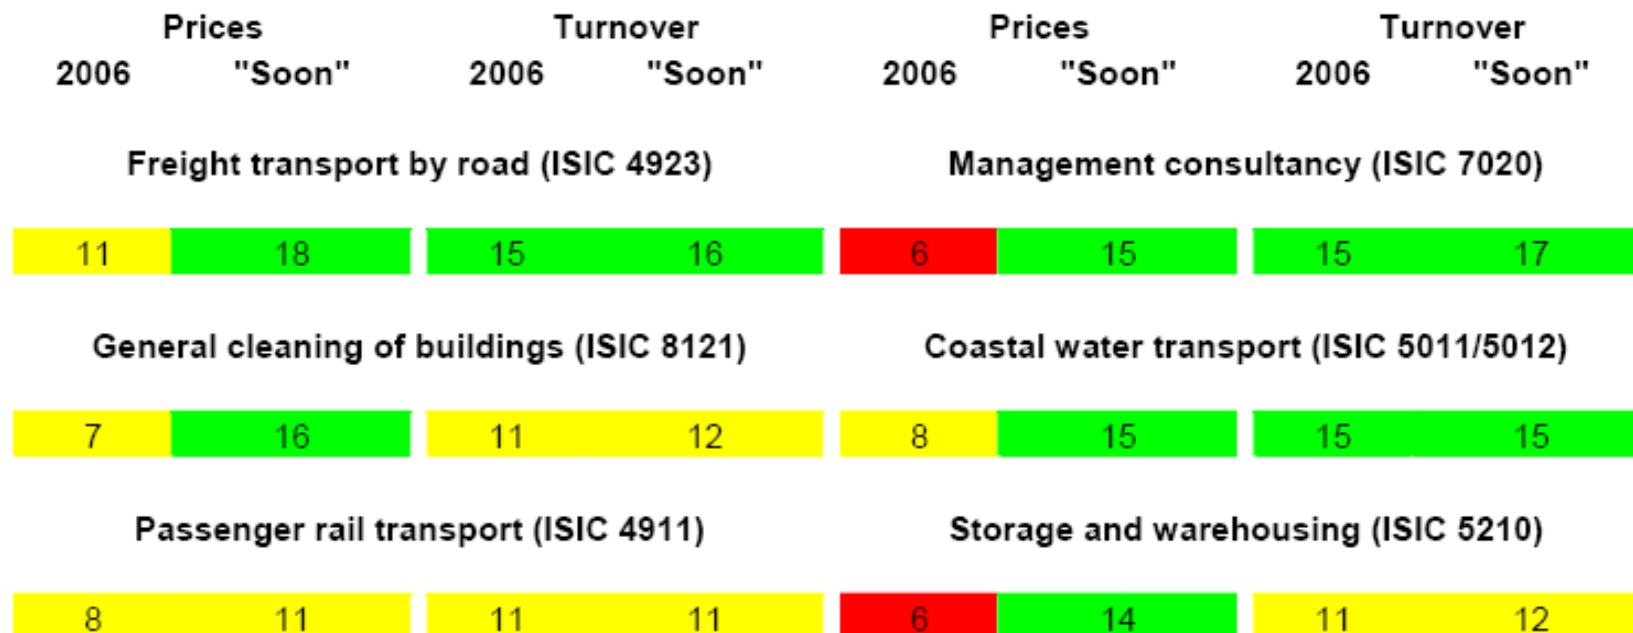 Prices Turnover Prices Turnover
2006 "Soon" 2006 "Soon" 2006 "Soon" 2006 "Soon"
Freight transport by road (ISIC 4923) Management consultancy (ISIC 7020)
11 18 15 16 6 15 15 17
General cleaning of buildings (ISIC 8121) Coastal water transport (ISIC 5011/5012)
7 16 11 12 8 15 15 15
Passenger rail transport (ISIC 4911) Storage and warehousing (ISIC 5210)
8 11 11 11 6 14 11 12